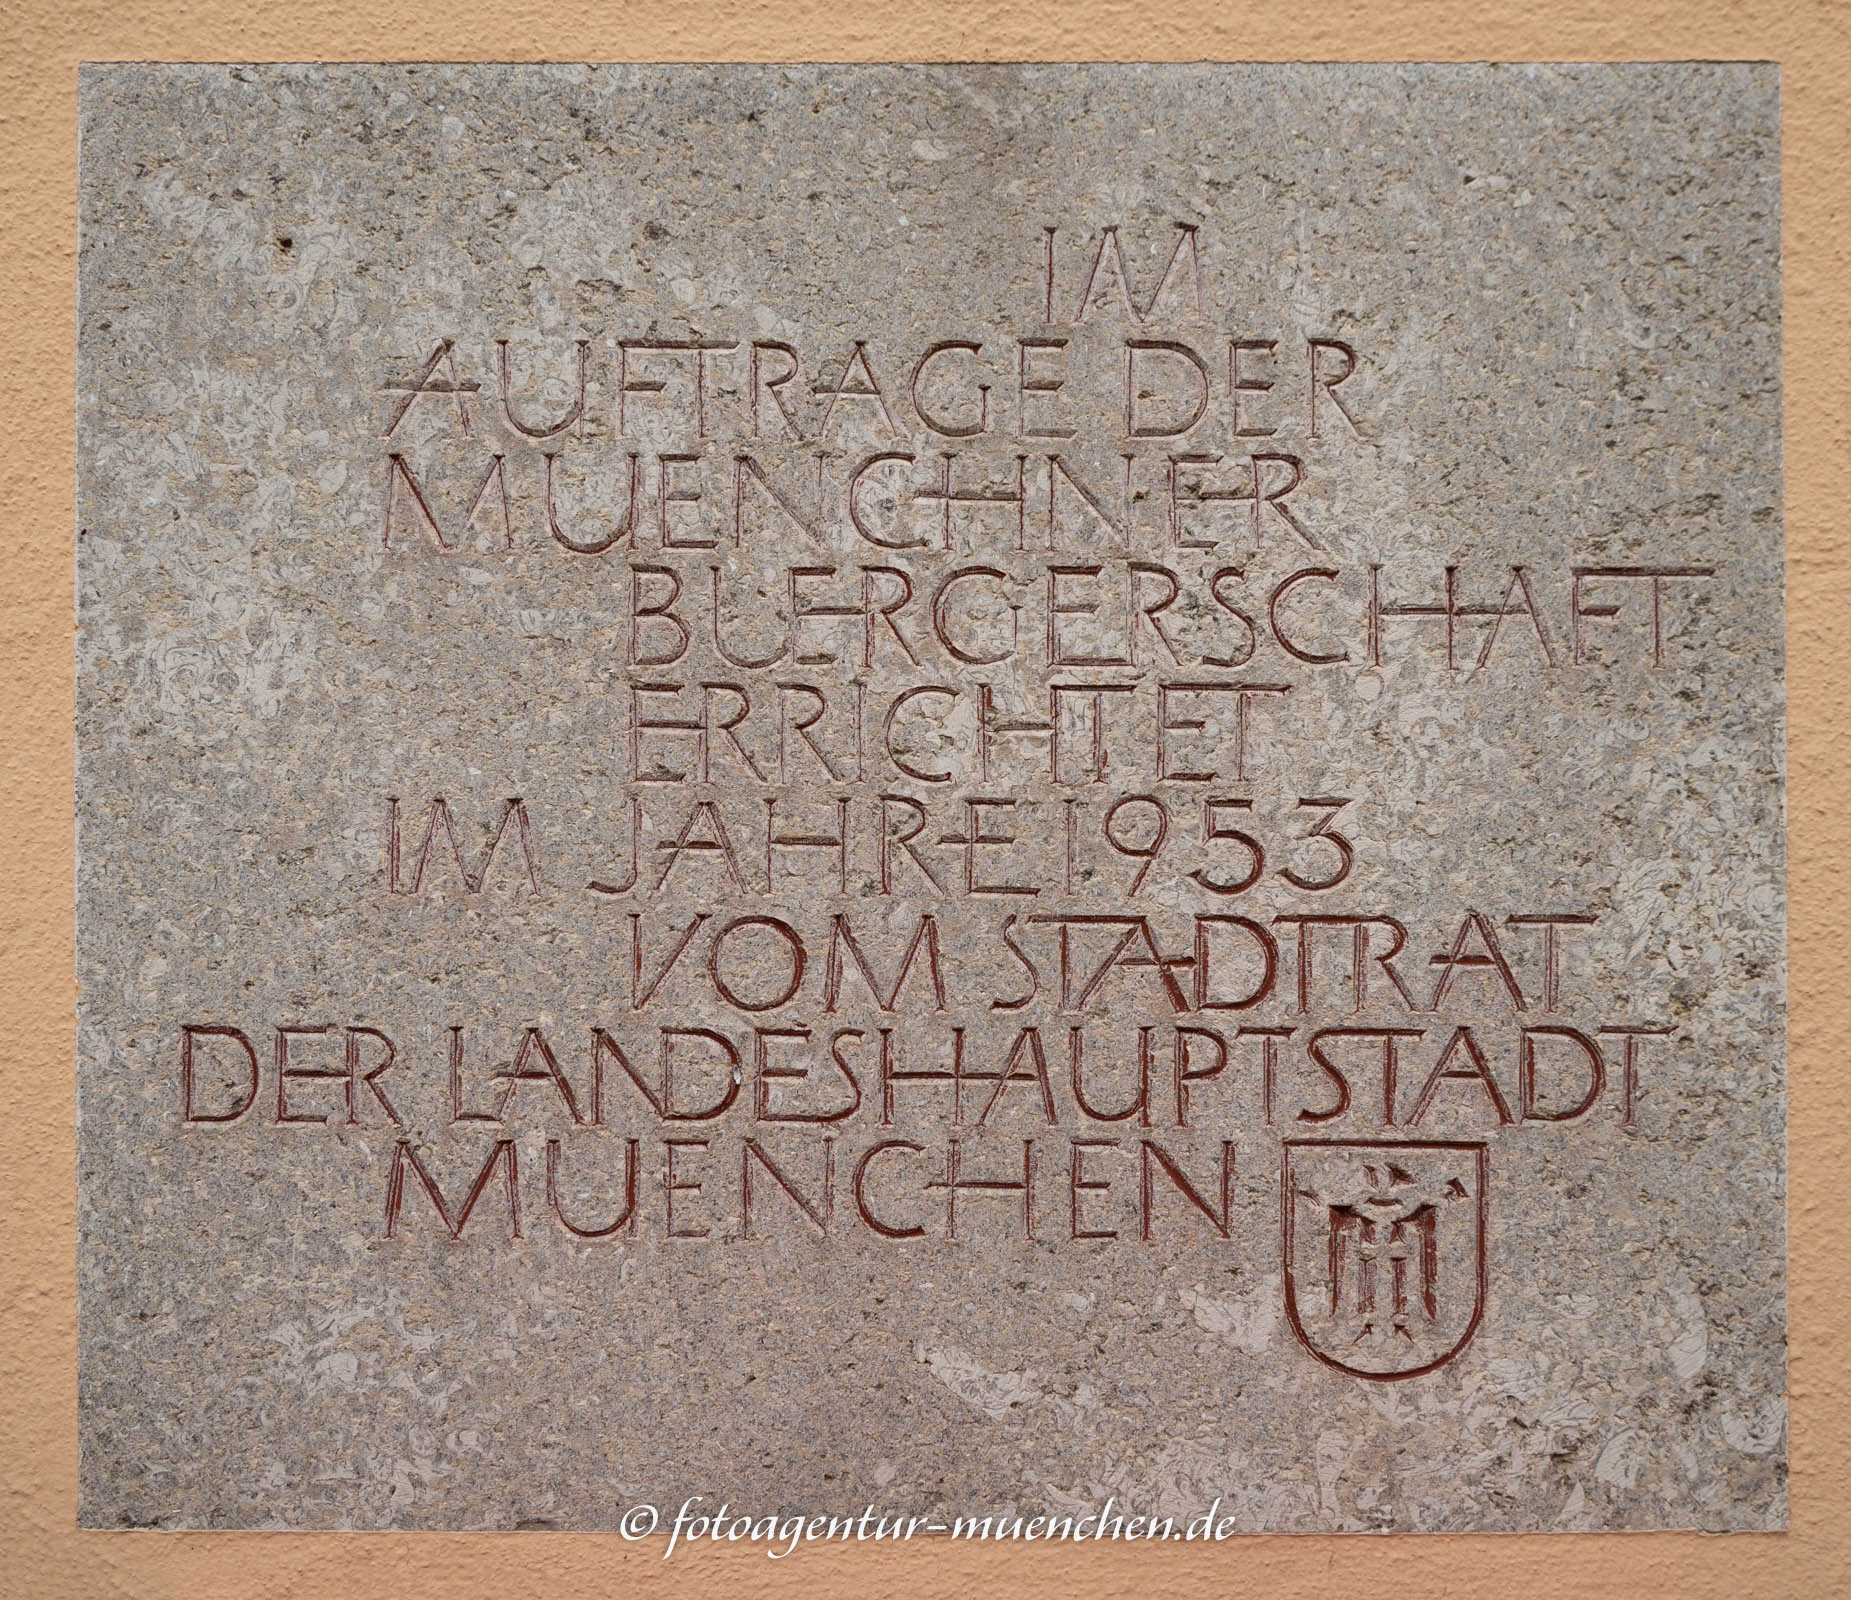 IM
AUFTRAGE DER
MUENCHNER
BUERGERSCHAFT
ERRICHTET
IM JAHRE 1953
VOM STADTRAT
DER LANDESHAUPTSTADT
MUENCHEN
© fotoagentur-muenchen.de